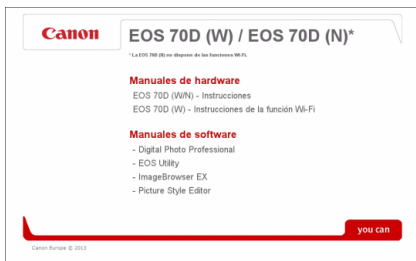 Canon
EOS 70D (W) / EOS 70D (N)*
* La EOS 70D (N) no dispone de las funciones Wi-Fi.
Manuales de hardware
EOS 70D (W/N) - Instrucciones
EOS 70D (W) - Instrucciones de la función Wi-Fi
Manuales de software
- Digital Photo Professional
- EOS Utility
- ImageBrowser EX
- Picture Style Editor
you can
Canon Europe © 2013